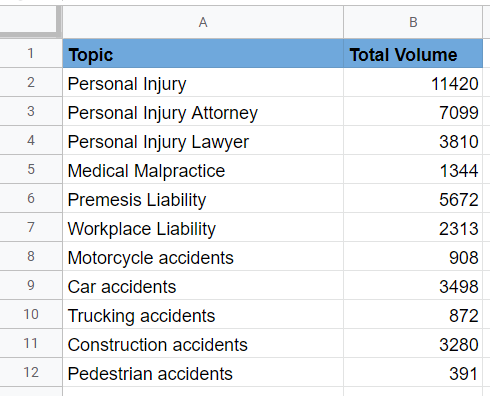 A B
1 Topic Total Volume
2 Personal Injury 11420
3 Personal Injury Attorney 7099
4 Personal Injury Lawyer 3810
5 Medical Malpractice 1344
6 Premesis Liability 5672
7 Workplace Liability 2313
8 Motorcycle accidents 908
9 Car accidents 3498
10 Trucking accidents 872
11 Construction accidents 3280
12 Pedestrian accidents 391